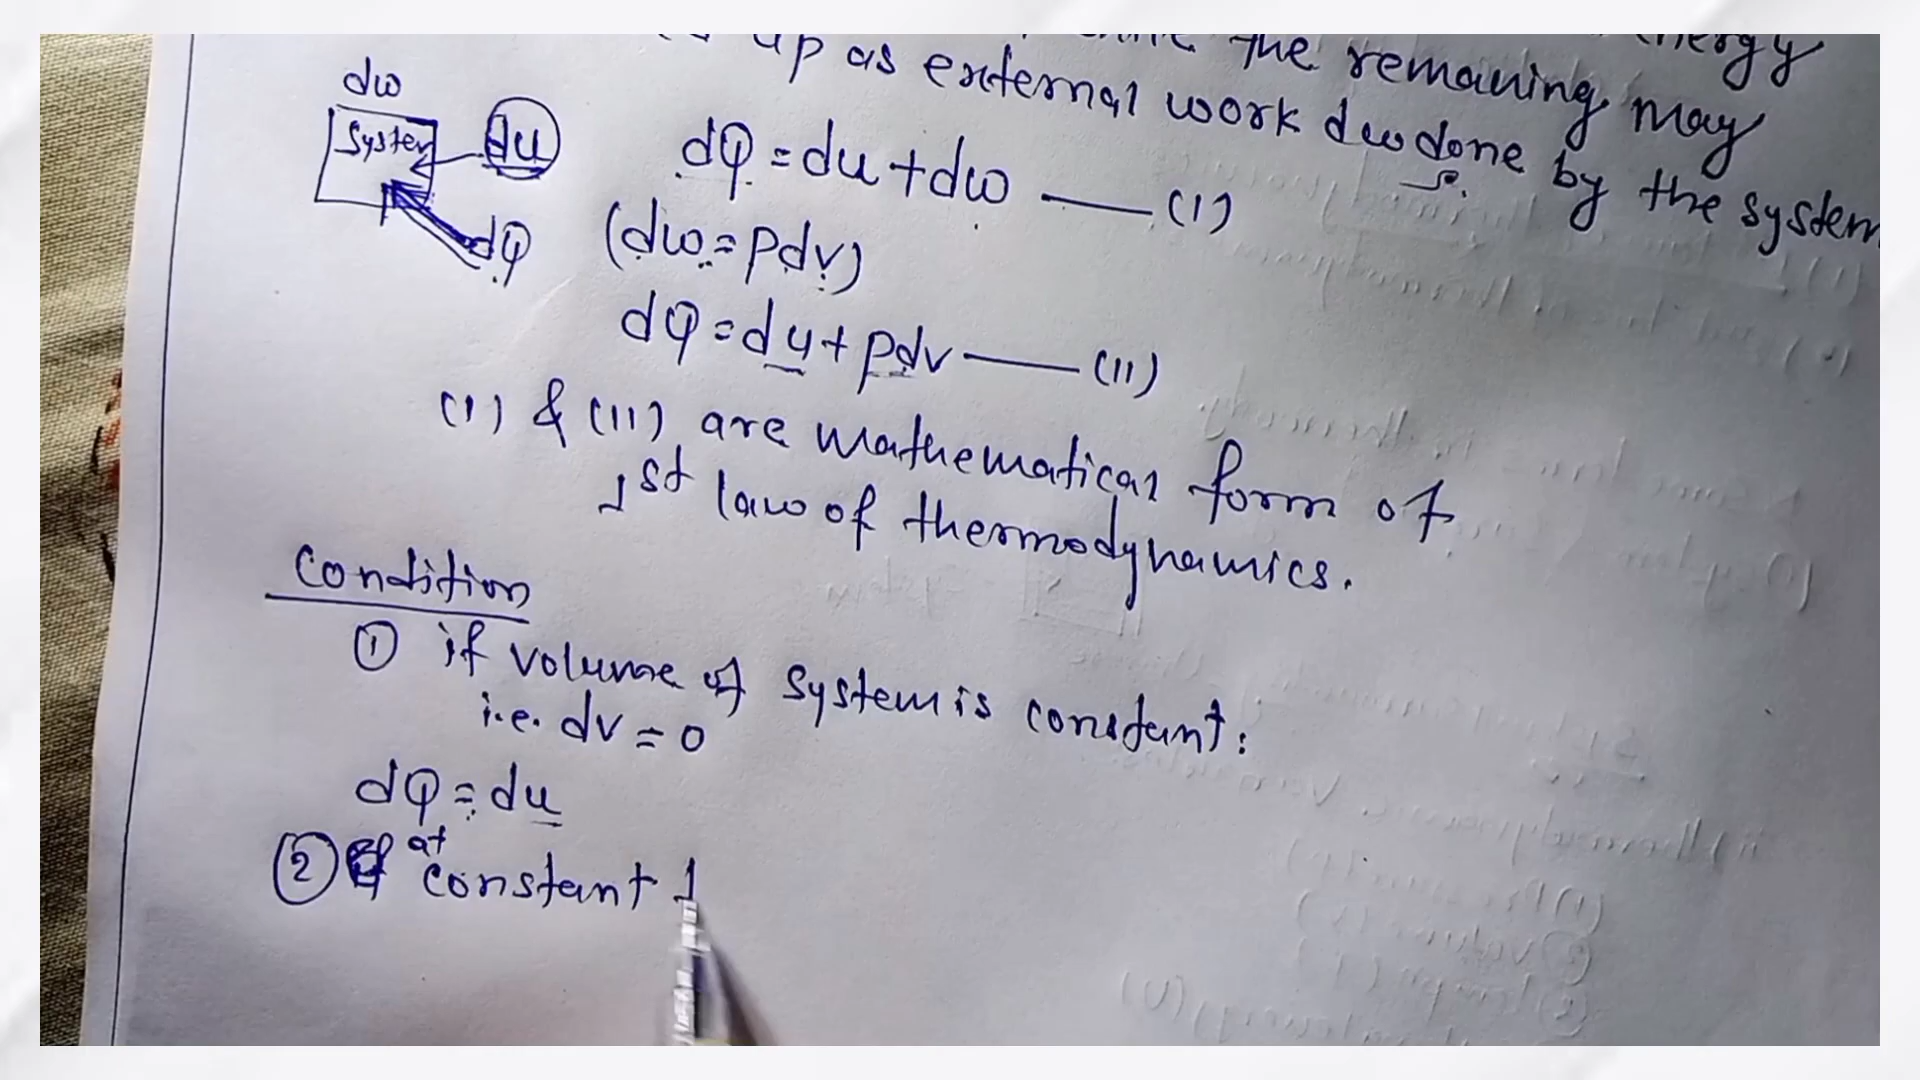 energy
the remaining may
up as external work dw done by the system
dw
System
du
dQ
dQ = du + dw —— (I)
(dw = pdv)
dQ = du + pdv —— (II)
(I) & (II) are mathematical form of
1st law of thermodynamics.
Condition
① if volume of system is constant:
i.e. dv = 0
dQ = du
② at constant